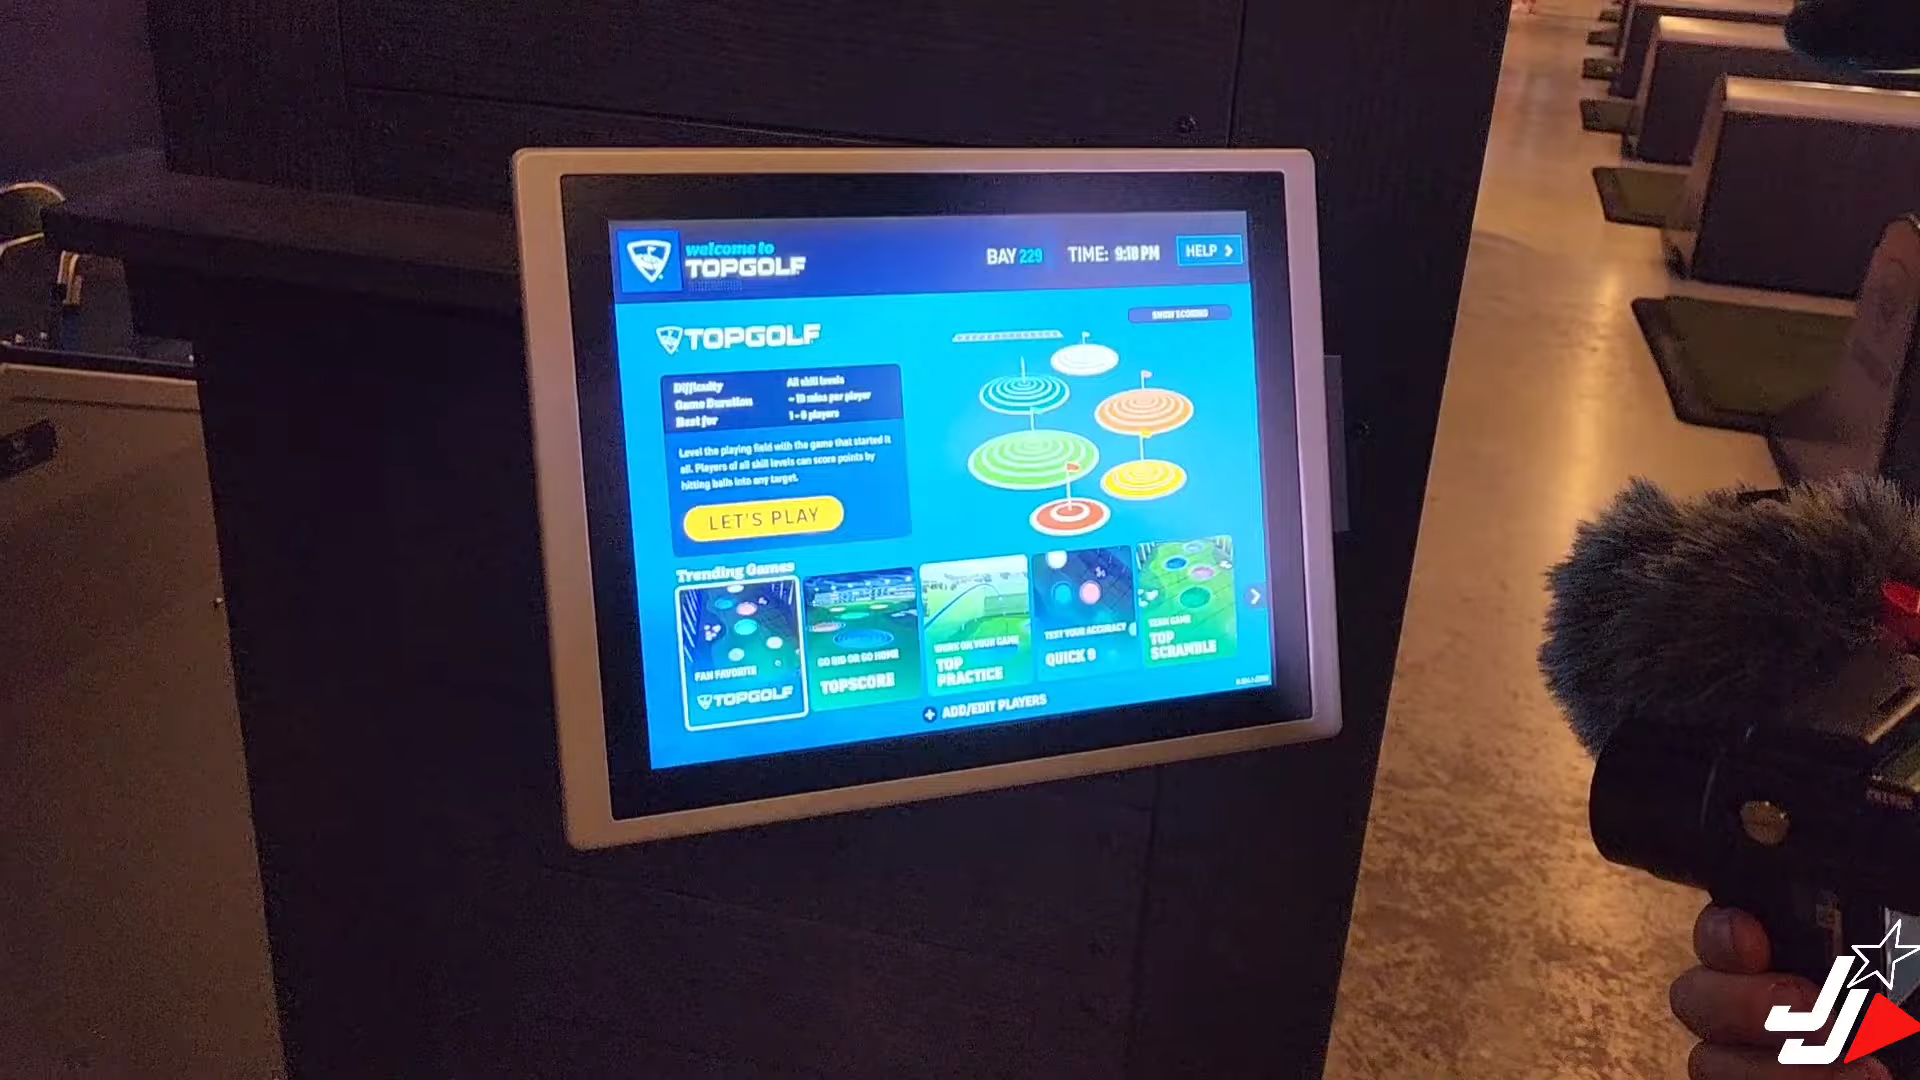 welcome to
TOPGOLF
BAY 229
TIME: 9:18 PM
HELP
SHOW SCORING
TOPGOLF
Difficulty All skill levels
Game Duration ~ 10 mins per player
Best for 1 - 6 players
Level the playing field with the game that started it
all. Players of all skill levels can score points by
hitting balls into any target.
LET'S PLAY
Trending Games
FAN FAVORITE
TOPGOLF
GO BIG OR GO HOME
TOPSCORE
WORK ON YOUR GAME
TOP
PRACTICE
TEST YOUR ACCURACY
QUICK 9
TEAM GAME
TOP
SCRAMBLE
ADD/EDIT PLAYERS
JJ